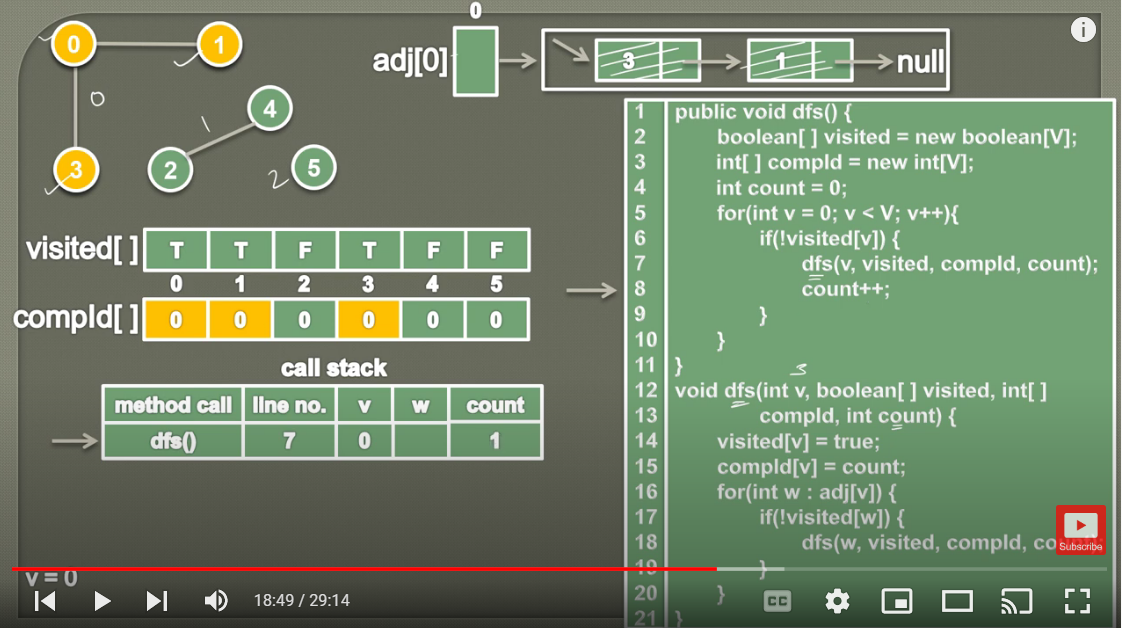 0
0
1
adj[0]
3
1
null
0
4
1
3
2
5
2
visited[ ]
T T F T F F
0 1 2 3 4 5
compId[ ]
0 0 0 0 0 0
call stack
method call line no. v w count
dfs() 7 0 1
v = 0
1 public void dfs() {
2 boolean[ ] visited = new boolean[V];
3 int[ ] compId = new int[V];
4 int count = 0;
5 for(int v = 0; v < V; v++){
6 if(!visited[v]) {
7 dfs(v, visited, compId, count);
8 count++;
9 }
10 }
11 }
3
12 void dfs(int v, boolean[ ] visited, int[ ]
13 compId, int count) {
14 visited[v] = true;
15 compId[v] = count;
16 for(int w : adj[v]) {
17 if(!visited[w]) {
18 dfs(w, visited, compId,
19 }
20 }
21 }
Subscribe
18:49 / 29:14
CC
i